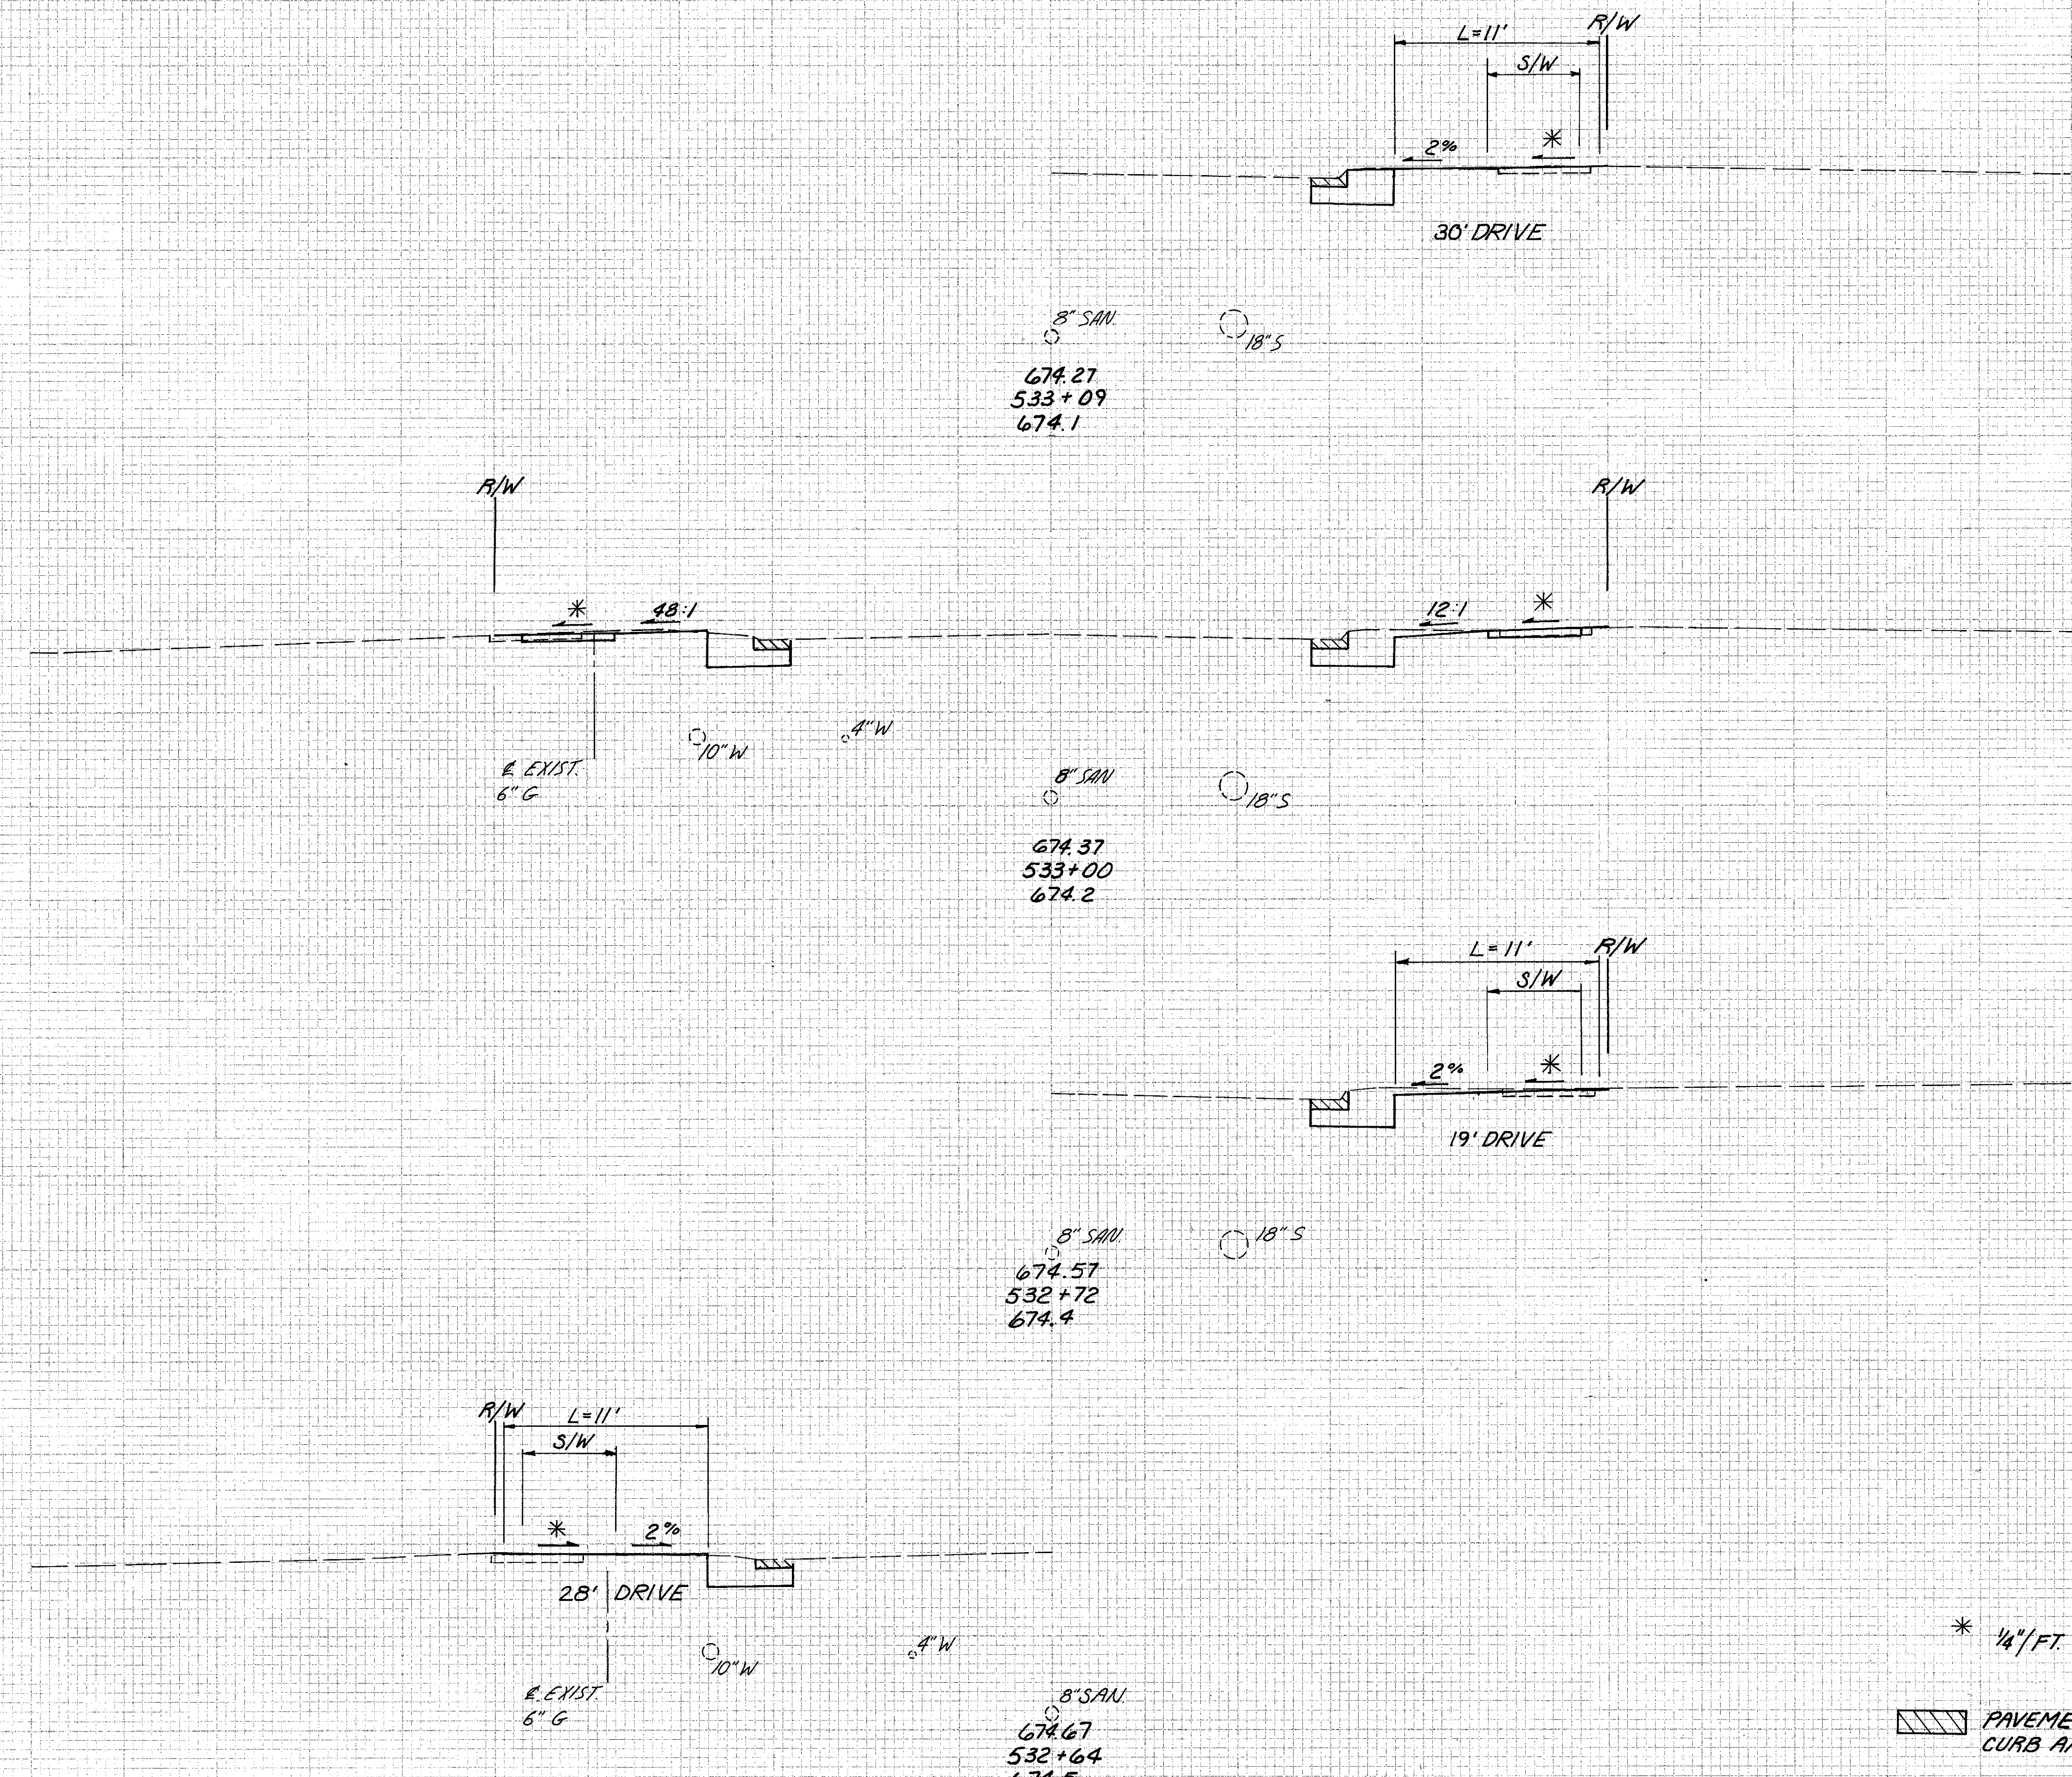 R/W
L=11'
S/W
*
2%
30' DRIVE
8" SAN.
18" S
674.27
533+09
674.1
R/W
R/W
*
48:1
12:1
*
10" W
4" W
℄ EXIST.
6" G
8" SAN
18" S
674.37
533+00
674.2
L=11'
R/W
S/W
2%
*
19' DRIVE
8" SAN.
18" S
674.57
532+72
674.4
R/W
L=11'
S/W
*
2%
28' DRIVE
10" W
4" W
℄ EXIST.
6" G
8" SAN.
674.67
532+64
* 1/4"/FT.
CURB